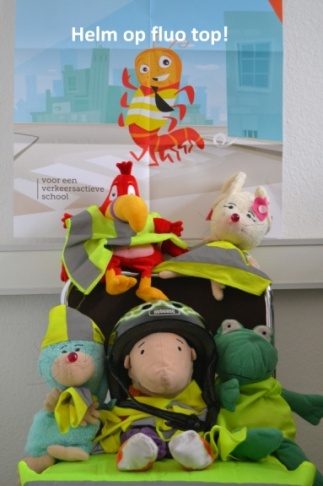 Helm op fluo top!
voor een
verkeersactieve
school